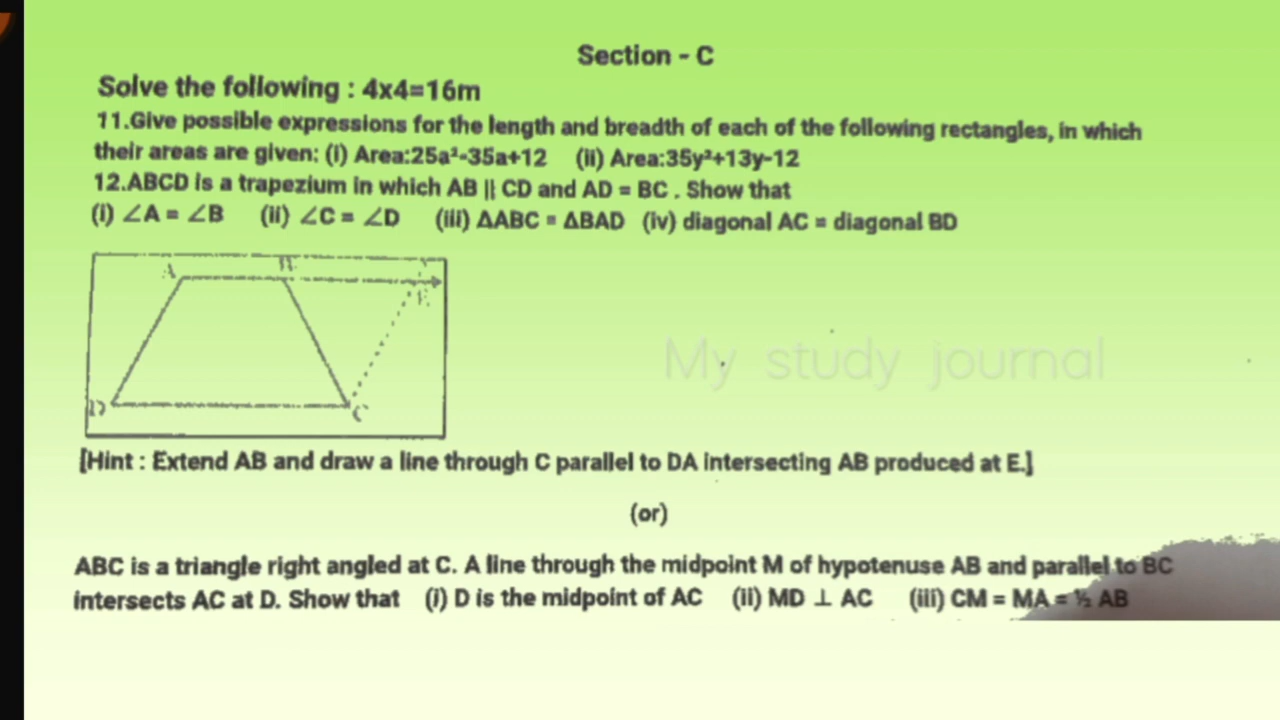 Section - C
Solve the following : 4x4=16m
11.Give possible expressions for the length and breadth of each of the following rectangles, in which
their areas are given: (i) Area:25a²-35a+12 (ii) Area:35y²+13y-12
12.ABCD is a trapezium in which AB || CD and AD = BC . Show that
(i) ∠A = ∠B (ii) ∠C = ∠D (iii) ΔABC = ΔBAD (iv) diagonal AC = diagonal BD
A B
E
D C
My study journal
[Hint : Extend AB and draw a line through C parallel to DA intersecting AB produced at E.]
(or)
ABC is a triangle right angled at C. A line through the midpoint M of hypotenuse AB and parallel to BC
intersects AC at D. Show that (i) D is the midpoint of AC (ii) MD ⊥ AC (iii) CM = MA = ½ AB